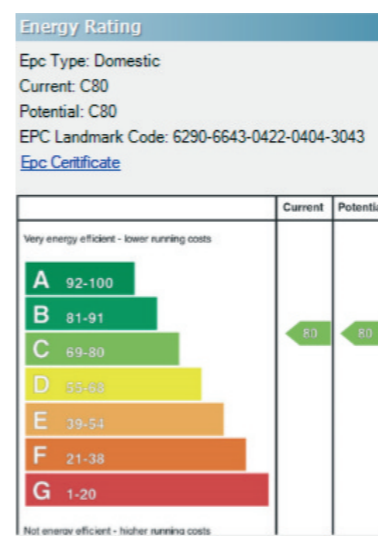 Energy Rating
Epc Type: Domestic
Current: C80
Potential: C80
EPC Landmark Code: 6290-6643-0422-0404-3043
Epc Ceritificate
Current Potentia
Very energy efficient - lower running costs
A 92-100
B 81-91
80 80
C 69-80
D 55-68
E 39-54
F 21-38
G 1-20
Not energy efficient - higher running costs